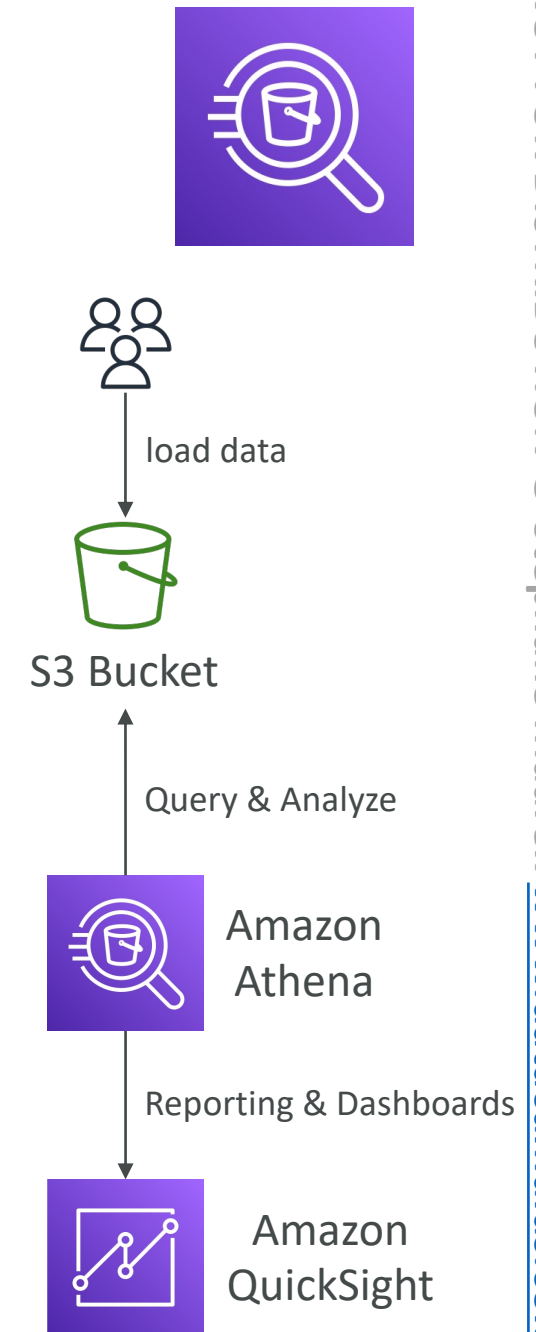 load data
S3 Bucket
Query & Analyze
Amazon
Athena
Reporting & Dashboards
Amazon
QuickSight